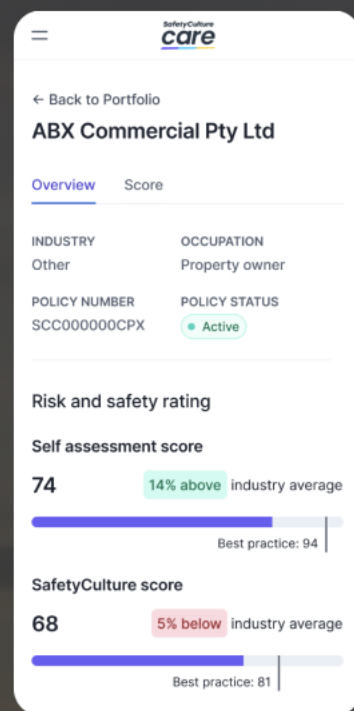 SafetyCulture
care
← Back to Portfolio
ABX Commercial Pty Ltd
Overview Score
INDUSTRY OCCUPATION
Other Property owner
POLICY NUMBER POLICY STATUS
SCC000000CPX Active
Risk and safety rating
Self assessment score
74 14% above industry average
Best practice: 94
SafetyCulture score
68 5% below industry average
Best practice: 81